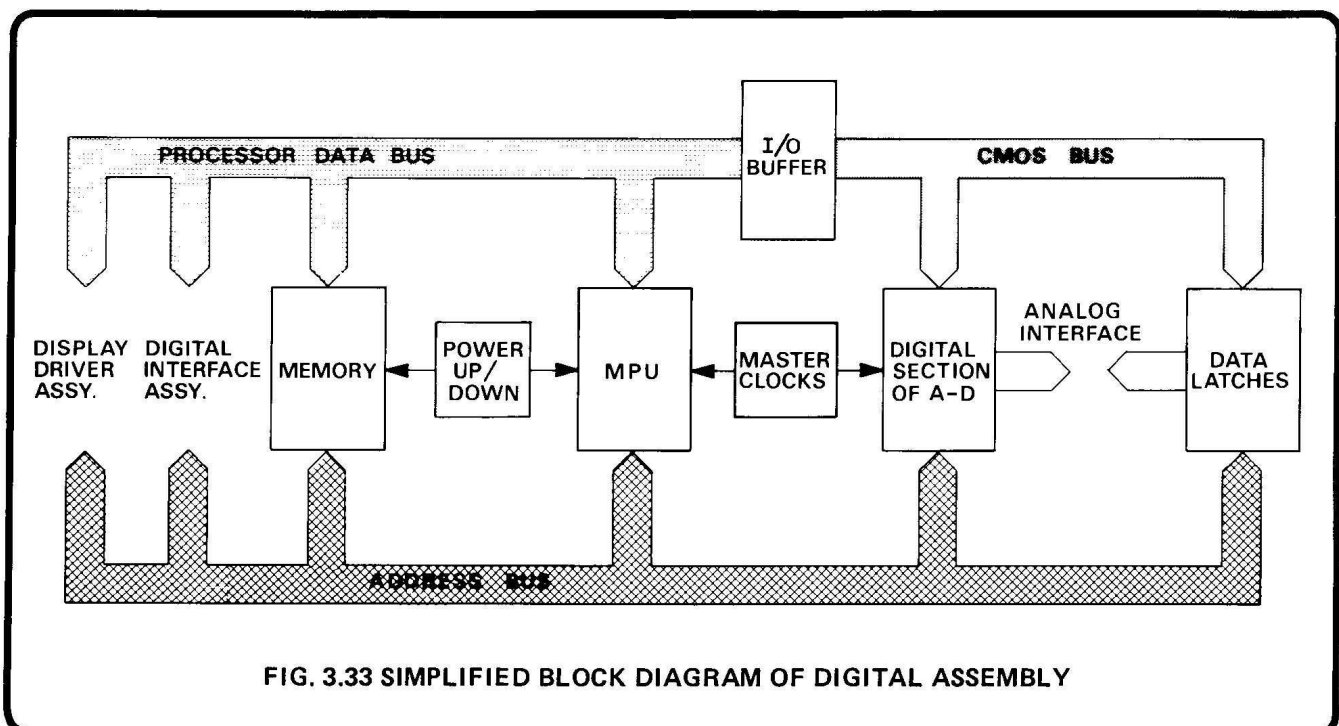 I/O
BUFFER
PROCESSOR DATA BUS
CMOS BUS
DISPLAY
DRIVER
ASSY.
DIGITAL
INTERFACE
ASSY.
MEMORY
POWER
UP/
DOWN
MPU
MASTER
CLOCKS
DIGITAL
SECTION
OF A-D
ANALOG
INTERFACE
DATA
LATCHES
ADDRESS BUS
FIG. 3.33 SIMPLIFIED BLOCK DIAGRAM OF DIGITAL ASSEMBLY